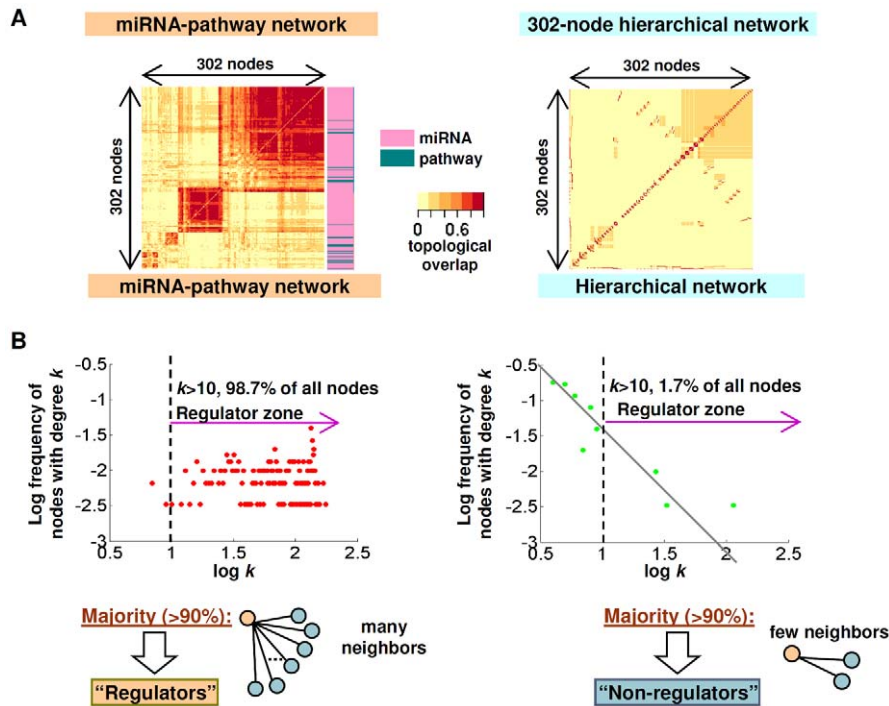 A
miRNA-pathway network
302-node hierarchical network
302 nodes
302 nodes
302 nodes
302 nodes
miRNA
pathway
0 0.6
topological
overlap
miRNA-pathway network
Hierarchical network
B
Log frequency of
nodes with degree k
-0.5
-1
-1.5
-2
-2.5
-3
k>10, 98.7% of all nodes
Regulator zone
0.5 1 1.5 2 2.5
log k
Log frequency of
nodes with degree k
-0.5
-1
-1.5
-2
-2.5
-3
k>10, 1.7% of all nodes
Regulator zone
0.5 1 1.5 2 2.5
log k
Majority (>90%):
many
neighbors
"Regulators"
Majority (>90%):
few neighbors
"Non-regulators"